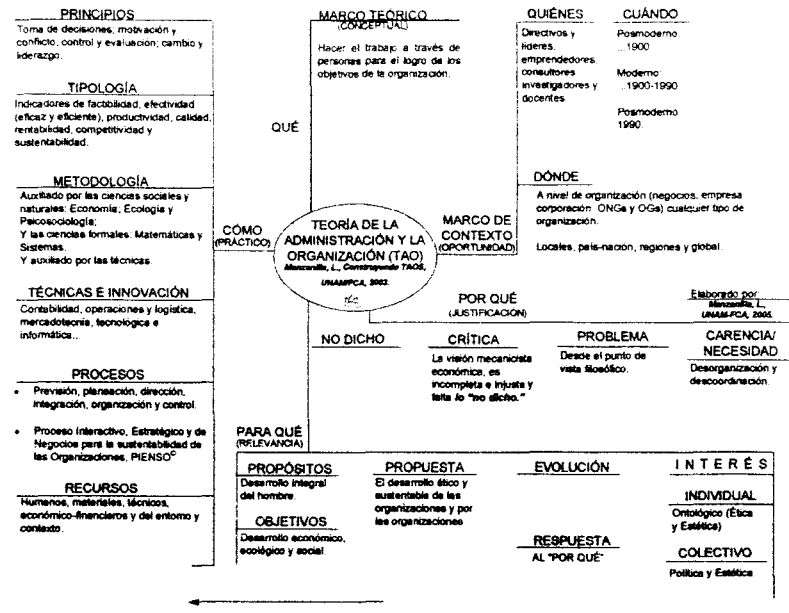 PRINCIPIOS
Toma de decisiones; motivación y
conflicto, control y evaluación; cambio y
liderazgo.
TIPOLOGÍA
Indicadores de factibilidad, efectividad
(eficaz y eficiente), productividad, calidad,
rentabilidad, competitividad y
sustentabilidad.
METODOLOGÍA
Auxiliado por las ciencias sociales y
naturales: Economía; Ecología y
Psicosociología;
Y las ciencias formales: Matemáticas y
Sistemas.
Y auxiliado por las técnicas.
TÉCNICAS E INNOVACIÓN
Contabilidad, operaciones y logística,
mercadotecnia, tecnológica e
informática...
PROCESOS
• Previsión, planeación, dirección,
integración, organización y control.
• Proceso Interactivo, Estratégico y de
Negocios para la sustentabilidad de
las Organizaciones, PIENSO©
RECURSOS
Humanos, materiales, técnicos,
económico-financieros y del entorno y
contexto.
CÓMO
(PRÁCTICO)
QUÉ
MARCO TEÓRICO
(CONCEPTUAL)
Hacer el trabajo a través de
personas para el logro de los
objetivos de la organización.
TEORÍA DE LA
ADMINISTRACIÓN Y LA
ORGANIZACIÓN (TAO)
Manzanilla, L., Construyendo TAOS,
UNAM/FCA, 2003.
MARCO DE
CONTEXTO
(OPORTUNIDAD)
QUIÉNES
Directivos y
líderes,
emprendedores,
consultores
investigadores y
docentes.
CUÁNDO
Posmoderno:
...1900
Moderno:
...1900-1990
Posmoderno
1990.
DÓNDE
A nivel de organización (negocios, empresa
corporación, ONGs y OGs) cualquier tipo de
organización.
Locales, país-nación, regiones y global.
POR QUÉ
(JUSTIFICACIÓN)
Elaborado por:
Manzanilla, L.,
UNAM-FCA, 2005.
NO DICHO
CRÍTICA
La visión mecanicista
económica, es
incompleta e injusta y
falta lo "no dicho."
PROBLEMA
Desde el punto de
vista filosófico.
CARENCIA/
NECESIDAD
Desorganización y
descoordinación.
PARA QUÉ
(RELEVANCIA)
PROPÓSITOS
Desarrollo integral
del hombre.
OBJETIVOS
Desarrollo económico,
ecológico y social.
PROPUESTA
El desarrollo ético y
sustentable de las
organizaciones y por
las organizaciones
EVOLUCIÓN
RESPUESTA
AL "POR QUÉ"
INTERÉS
INDIVIDUAL
Ontológico (Ética
y Estética)
COLECTIVO
Política y Estética